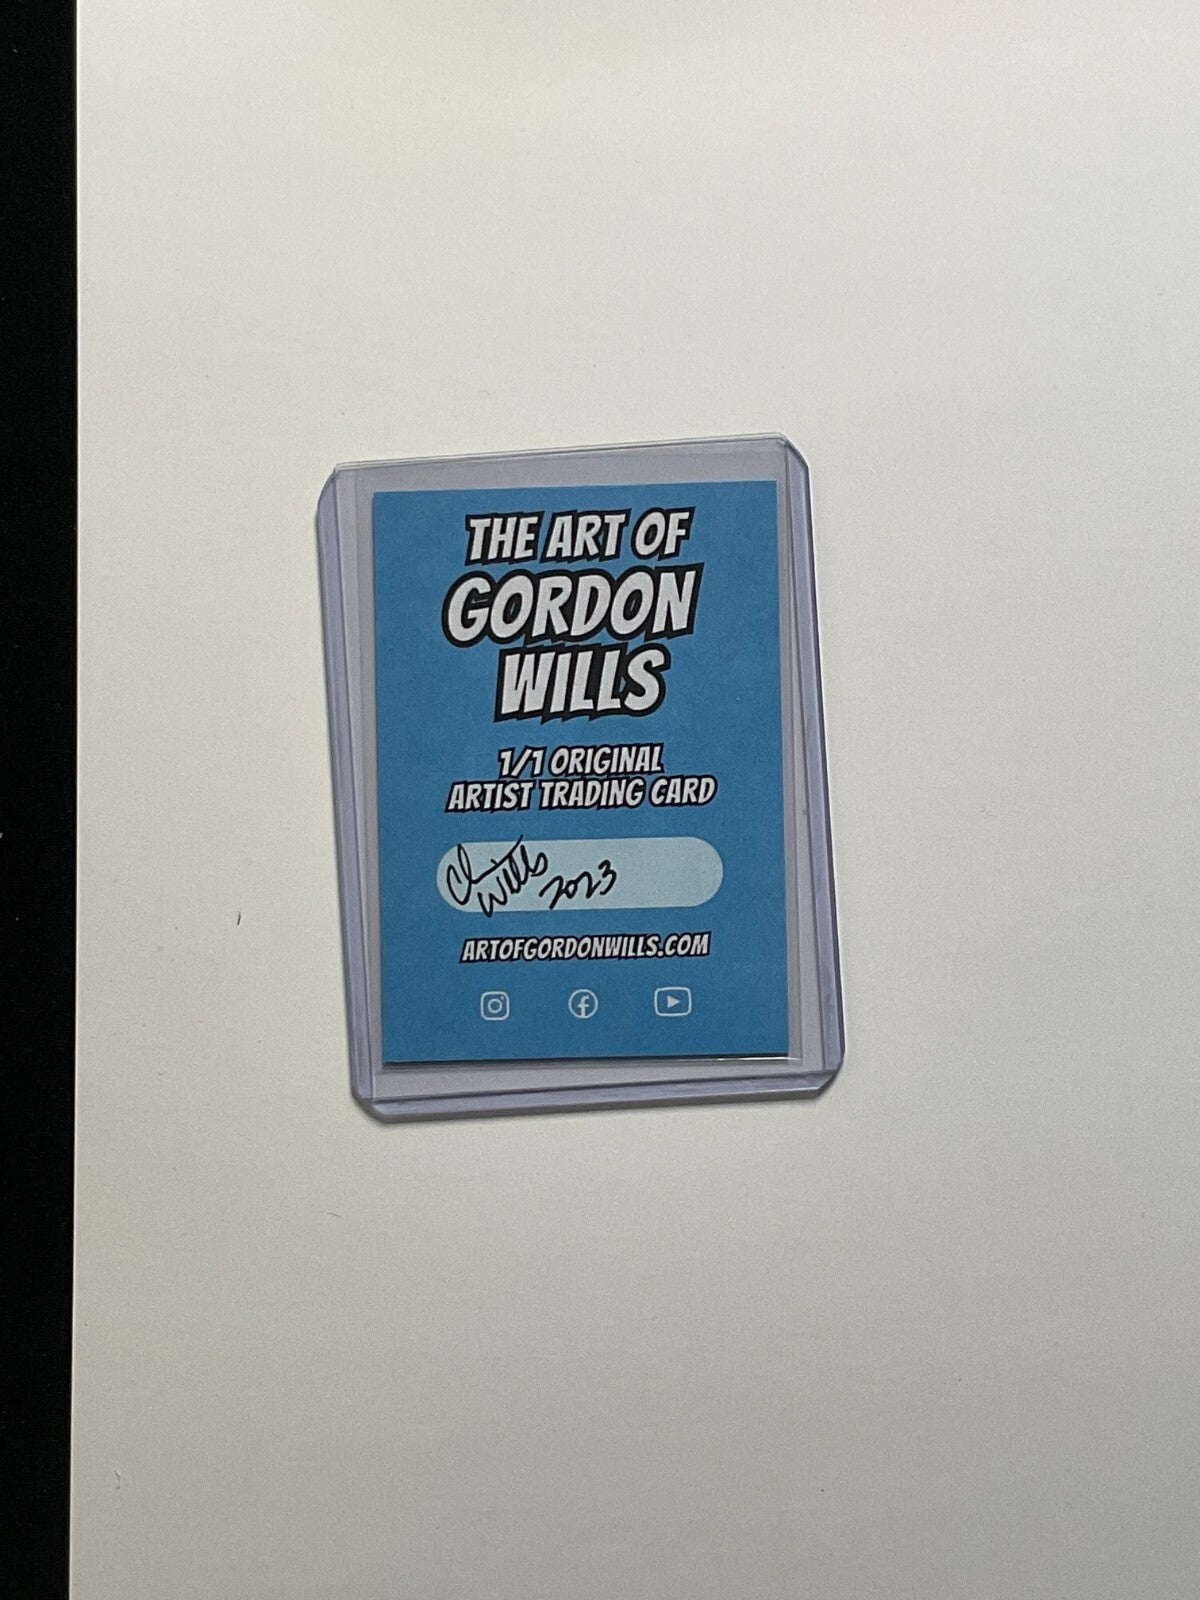 THE ART OF
GORDON
WILLS
1/1 ORIGINAL
ARTIST TRADING CARD
Wills 2023
ARTOFGORDONWILLS.COM